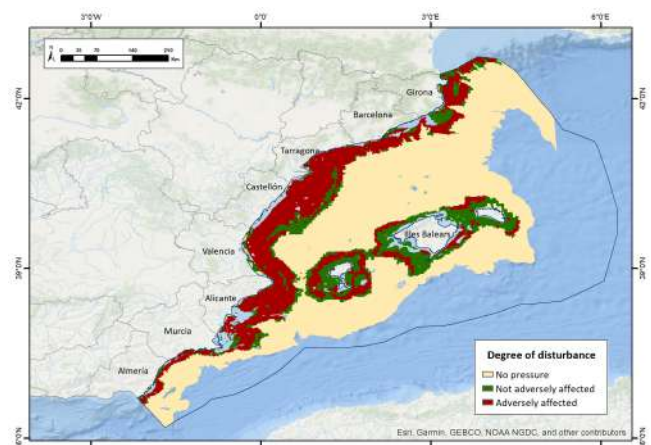 3°0'W 0°0' 3°0'E 6°0'E
N
Girona
42°0'N 42°0'N
Barcelona
Tarragona
Castellón
Illes Balears
Valencia
39°0'N 39°0'N
Alicante
Murcia
Degree of disturbance
Almería
No pressure
Not adversely affected
Adversely affected
Esri, Garmin, GEBCO, NOAA NGDC, and other contributors